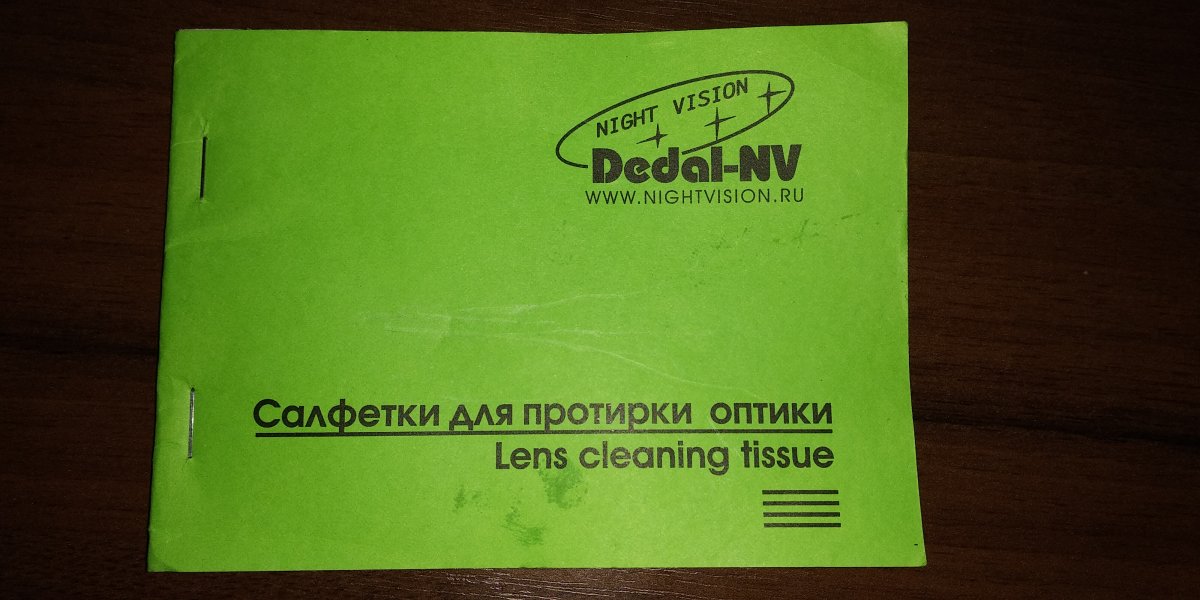 NIGHT VISION
Dedal-NV
WWW.NIGHTVISION.RU
Салфетки для протирки оптики
Lens cleaning tissue